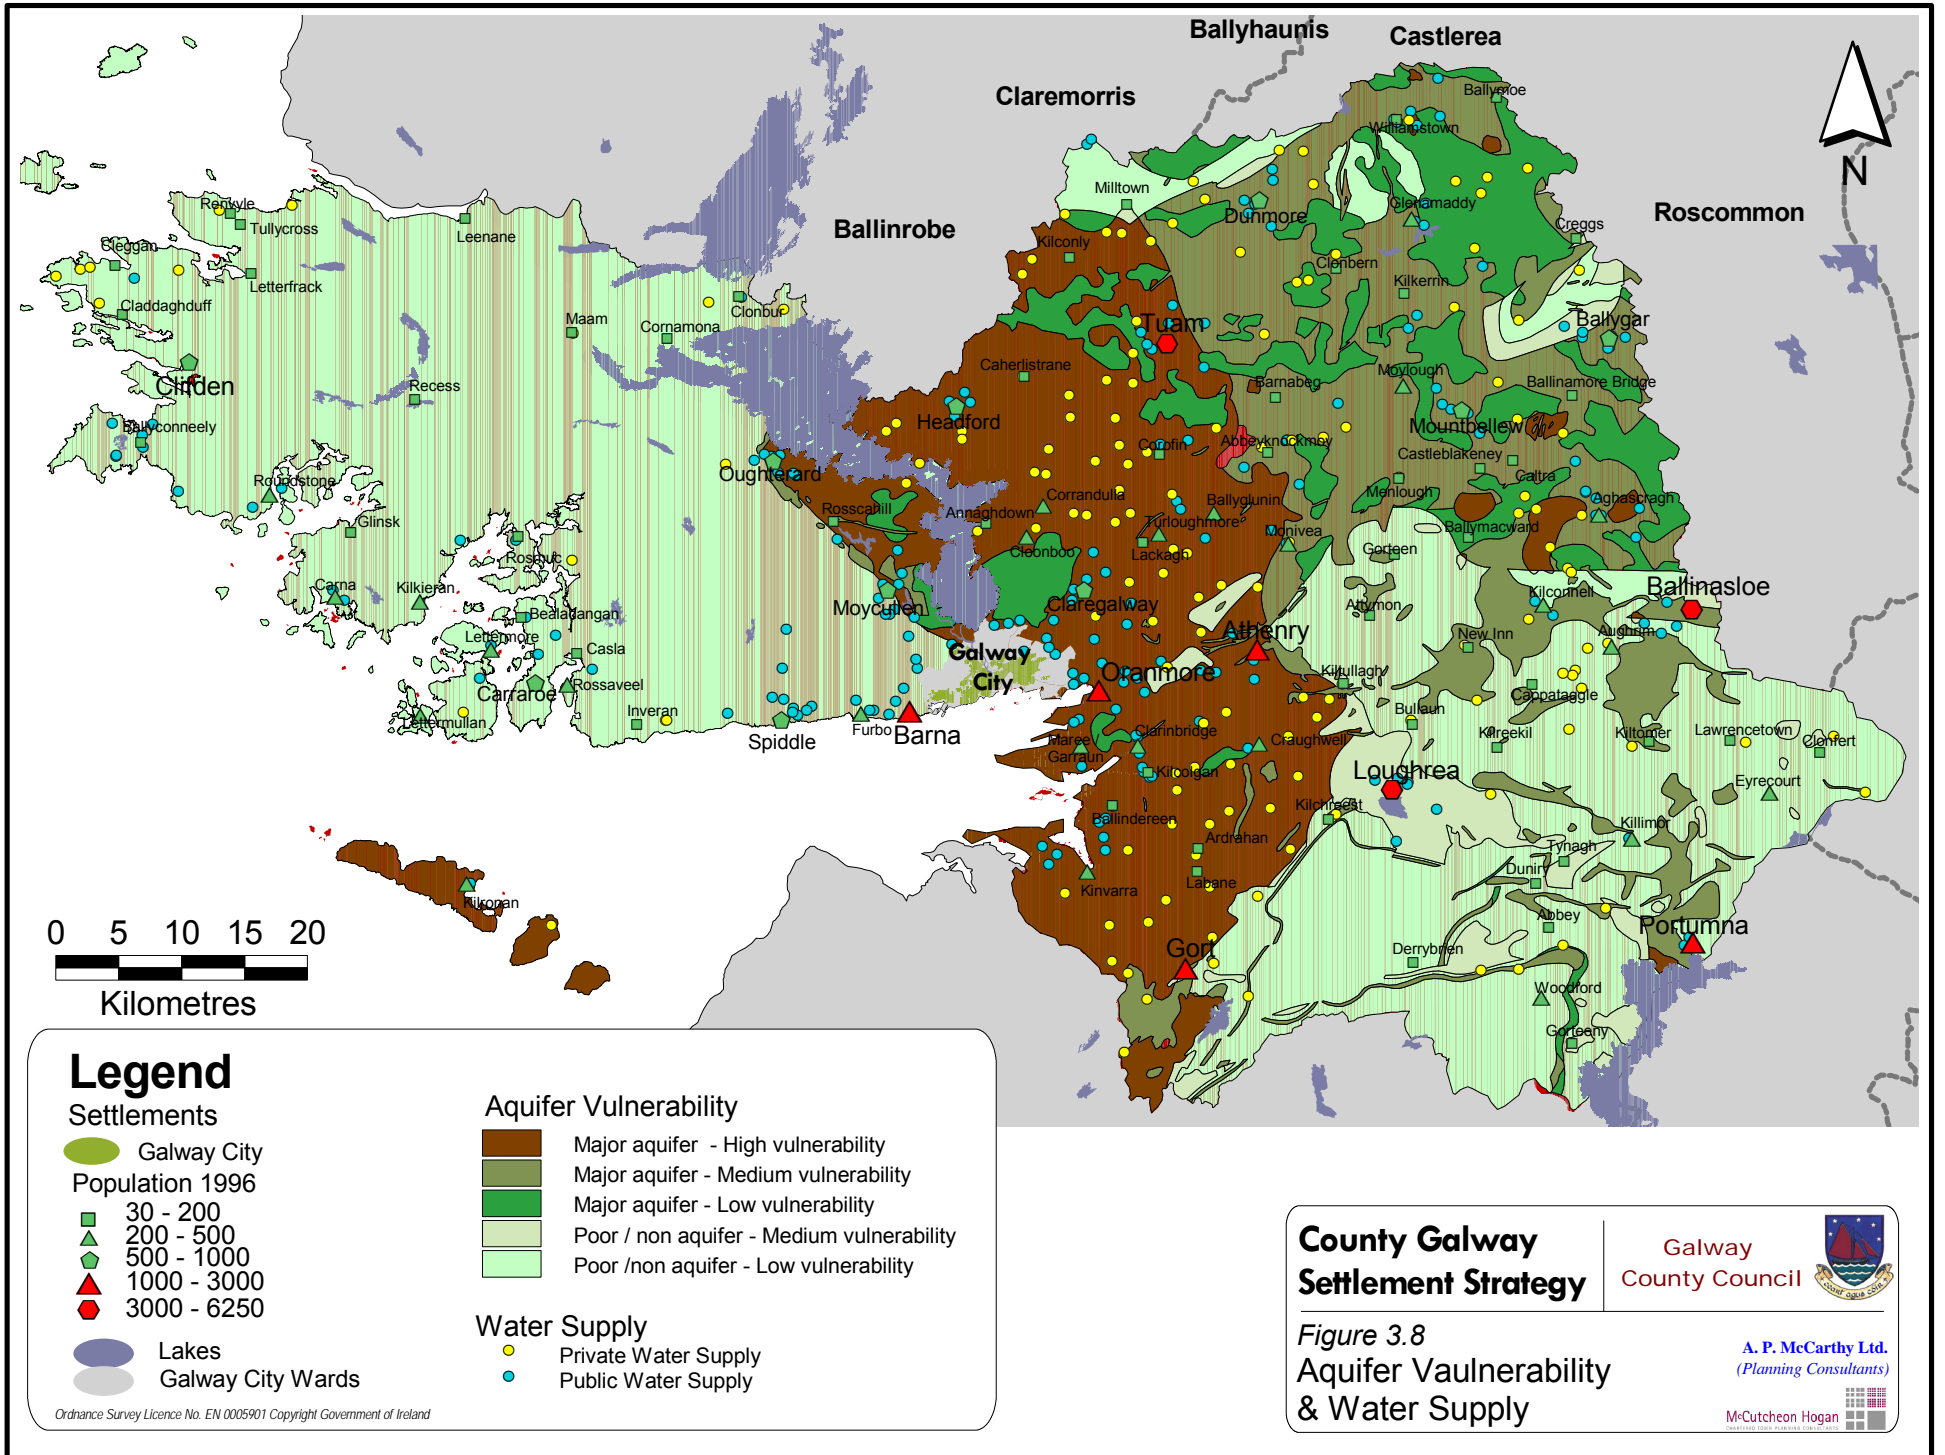 Ballyhaunis
Castlerea
Claremorris
Ballinrobe
Roscommon
N
Ballymoe
Williamstown
Milltown
Dunmore
Glenamaddy
Creggs
Kilconly
Clonbern
Kilkerrin
Ballygar
Tuam
Renvyle
Tullycross
Leenane
Cleggan
Letterfrack
Claddaghduff
Maam
Cornamona
Clonbur
Clifden
Recess
Ballyconneely
Roundstone
Glinsk
Carna
Kilkieran
Rosmuc
Bealadangan
Lettermore
Casla
Carraroe
Rossaveel
Lettermullan
Inveran
Spiddle
Furbo
Barna
Oughterard
Rosscahill
Moycullen
Galway
City
Caherlistrane
Headford
Corofin
Barnabeg
Moylough
Ballinamore Bridge
Mountbellew
Abbeyknockmoy
Castleblakeney
Caltra
Menlough
Aghascragh
Ballymacward
Annaghdown
Corrandulla
Cloonboo
Turloughmore
Lackagh
Ballyglunin
Monivea
Gorteen
Claregalway
Athenry
Attymon
Kilconnell
Ballinasloe
New Inn
Aughrim
Oranmore
Kiltullagh
Cappataggle
Bullaun
Kilreekil
Kiltomer
Lawrencetown
Clonfert
Maree /
Garraun
Clarinbridge
Craughwell
Kilcolgan
Loughrea
Eyrecourt
Kilchreest
Ballindereen
Ardrahan
Killimor
Tynagh
Duniry
Kinvarra
Labane
Abbey
Portumna
Gort
Derrybrien
Woodford
Gorteeny
Kilronan
0 5 10 15 20
Kilometres
Legend
Settlements
Galway City
Population 1996
30 - 200
200 - 500
500 - 1000
1000 - 3000
3000 - 6250
Lakes
Galway City Wards
Ordnance Survey Licence No. EN 0005901 Copyright Government of Ireland
Aquifer Vulnerability
Major aquifer - High vulnerability
Major aquifer - Medium vulnerability
Major aquifer - Low vulnerability
Poor / non aquifer - Medium vulnerability
Poor /non aquifer - Low vulnerability
Water Supply
Private Water Supply
Public Water Supply
County Galway
Settlement Strategy
Galway
County Council
Figure 3.8
Aquifer Vaulnerability
& Water Supply
A. P. McCarthy Ltd.
(Planning Consultants)
McCutcheon Hogan
CHARTERED TOWN PLANNING CONSULTANTS